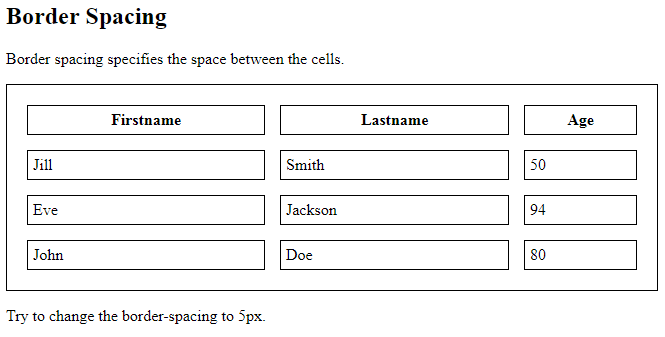 Border Spacing
Border spacing specifies the space between the cells.
Firstname Lastname Age
Jill Smith 50
Eve Jackson 94
John Doe 80
Try to change the border-spacing to 5px.